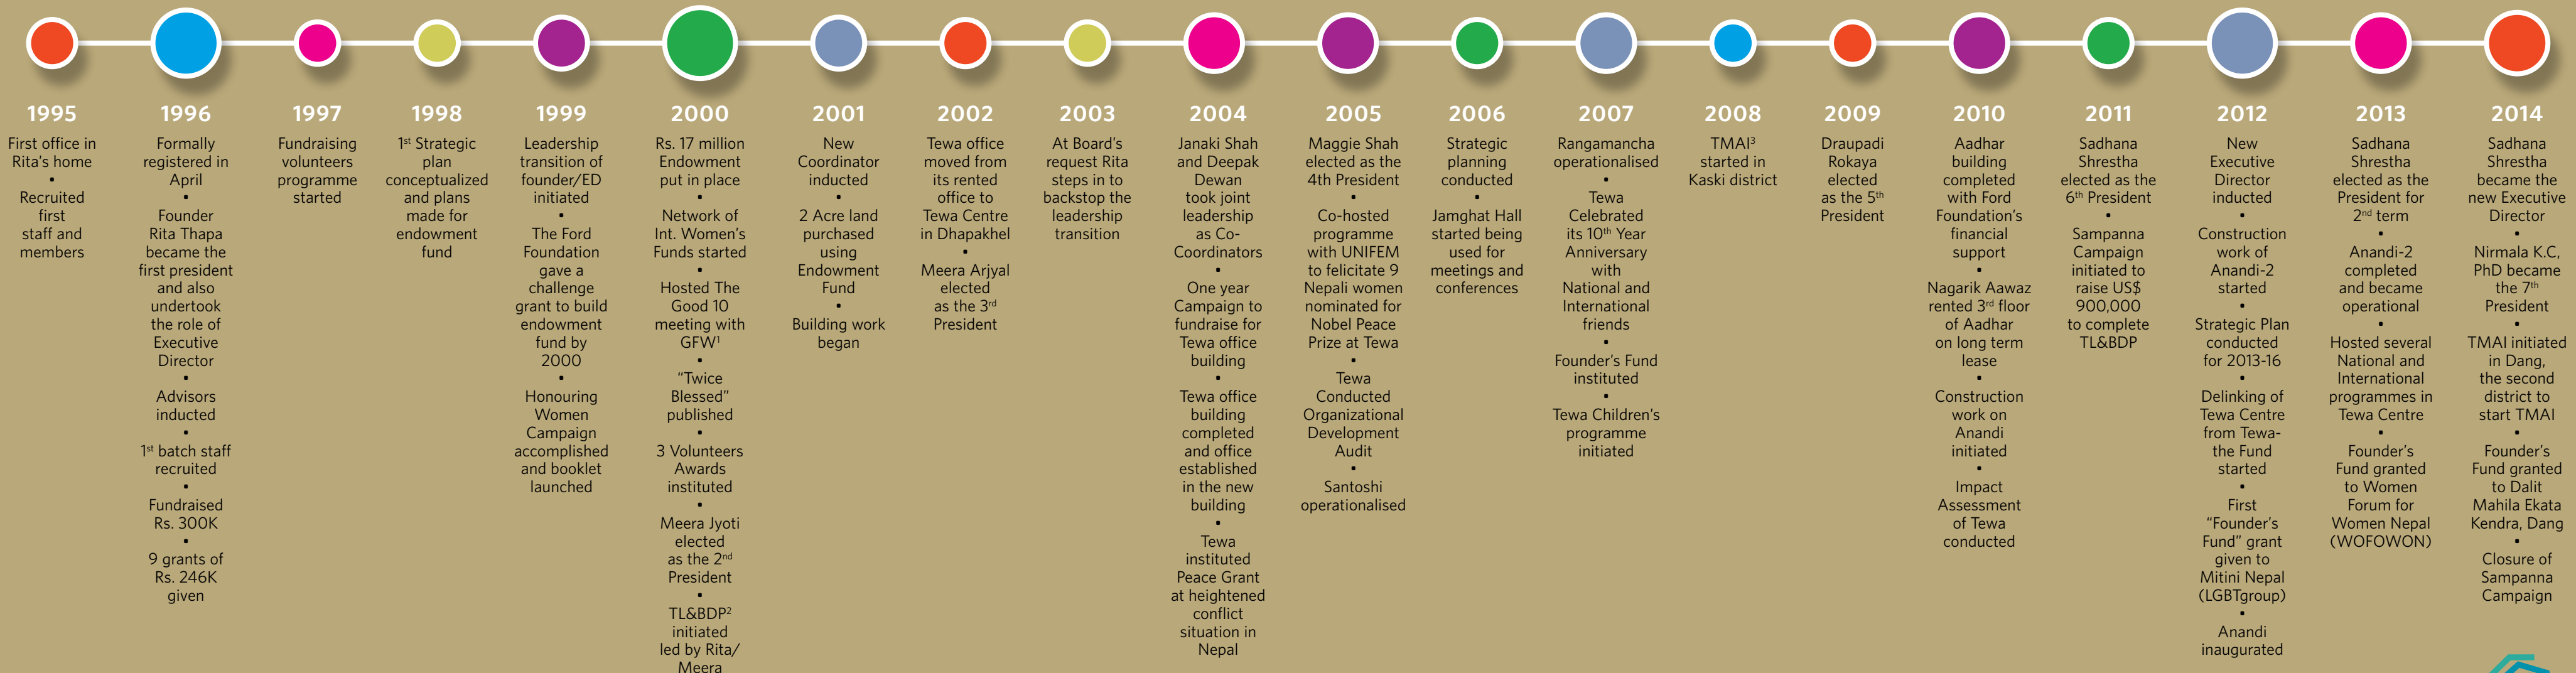 1995
First office in
Rita's home
•
Recruited
first
staff and
members
1996
Formally
registered in
April
•
Founder
Rita Thapa
became the
first president
and also
undertook
the role of
Executive
Director
•
Advisors
inducted
•
1st batch staff
recruited
•
Fundraised
Rs. 300K
•
9 grants of
Rs. 246K
given
1997
Fundraising
volunteers
programme
started
1998
1st Strategic
plan
conceptualized
and plans
made for
endowment
fund
1999
Leadership
transition of
founder/ED
initiated
•
The Ford
Foundation
gave a
challenge
grant to build
endowment
fund by
2000
•
Honouring
Women
Campaign
accomplished
and booklet
launched
2000
Rs. 17 million
Endowment
put in place
•
Network of
Int. Women's
Funds started
•
Hosted The
Good 10
meeting with
GFW1
•
"Twice
Blessed"
published
•
3 Volunteers
Awards
instituted
•
Meera Jyoti
elected
as the 2nd
President
•
TL&BDP2
initiated
led by Rita/
Meera
2001
New
Coordinator
inducted
•
2 Acre land
purchased
using
Endowment
Fund
•
Building work
began
2002
Tewa office
moved from
its rented
office to
Tewa Centre
in Dhapakhel
•
Meera Arjyal
elected
as the 3rd
President
2003
At Board's
request Rita
steps in to
backstop the
leadership
transition
2004
Janaki Shah
and Deepak
Dewan
took joint
leadership
as Co-
Coordinators
•
One year
Campaign to
fundraise for
Tewa office
building
•
Tewa office
building
completed
and office
established
in the new
building
•
Tewa
instituted
Peace Grant
at heightened
conflict
situation in
Nepal
2005
Maggie Shah
elected as the
4th President
•
Co-hosted
programme
with UNIFEM
to felicitate 9
Nepali women
nominated for
Nobel Peace
Prize at Tewa
•
Tewa
Conducted
Organizational
Development
Audit
•
Santoshi
operationalised
2006
Strategic
planning
conducted
•
Jamghat Hall
started being
used for
meetings and
conferences
2007
Rangamancha
operationalised
•
Tewa
Celebrated
its 10th Year
Anniversary
with
National and
International
friends
•
Founder's Fund
instituted
•
Tewa Children's
programme
initiated
2008
TMAI3
started in
Kaski district
2009
Draupadi
Rokaya
elected
as the 5th
President
2010
Aadhar
building
completed
with Ford
Foundation's
financial
support
•
Nagarik Aawaz
rented 3rd floor
of Aadhar
on long term
lease
•
Construction
work on
Anandi
initiated
•
Impact
Assessment
of Tewa
conducted
2011
Sadhana
Shrestha
elected as the
6th President
•
Sampanna
Campaign
initiated to
raise US$
900,000
to complete
TL&BDP
2012
New
Executive
Director
inducted
•
Construction
work of
Anandi-2
started
•
Strategic Plan
conducted
for 2013-16
•
Delinking of
Tewa Centre
from Tewa-
the Fund
started
•
First
"Founder's
Fund" grant
given to
Mitini Nepal
(LGBTgroup)
•
Anandi
inaugurated
2013
Sadhana
Shrestha
elected as the
President for
2nd term
•
Anandi-2
completed
and became
operational
•
Hosted several
National and
International
programmes in
Tewa Centre
•
Founder's
Fund granted
to Women
Forum for
Women Nepal
(WOFOWON)
2014
Sadhana
Shrestha
became the
new Executive
Director
•
Nirmala K.C,
PhD became
the 7th
President
•
TMAI initiated
in Dang,
the second
district to
start TMAI
•
Founder's
Fund granted
to Dalit
Mahila Ekata
Kendra, Dang
•
Closure of
Sampanna
Campaign